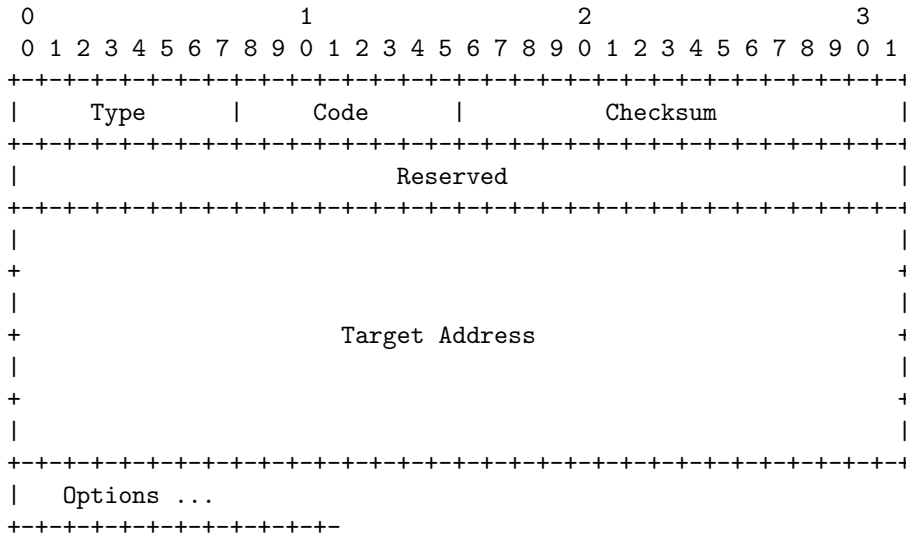 0 1 2 3
0 1 2 3 4 5 6 7 8 9 0 1 2 3 4 5 6 7 8 9 0 1 2 3 4 5 6 7 8 9 0 1
+-+-+-+-+-+-+-+-+-+-+-+-+-+-+-+-+-+-+-+-+-+-+-+-+-+-+-+-+-+-+-+-+
| Type | Code | Checksum |
+-+-+-+-+-+-+-+-+-+-+-+-+-+-+-+-+-+-+-+-+-+-+-+-+-+-+-+-+-+-+-+-+
| Reserved |
+-+-+-+-+-+-+-+-+-+-+-+-+-+-+-+-+-+-+-+-+-+-+-+-+-+-+-+-+-+-+-+-+
| |
+ +
| |
+ Target Address +
| |
+ +
| |
+-+-+-+-+-+-+-+-+-+-+-+-+-+-+-+-+-+-+-+-+-+-+-+-+-+-+-+-+-+-+-+-+
| Options ...
+-+-+-+-+-+-+-+-+-+-+-+-